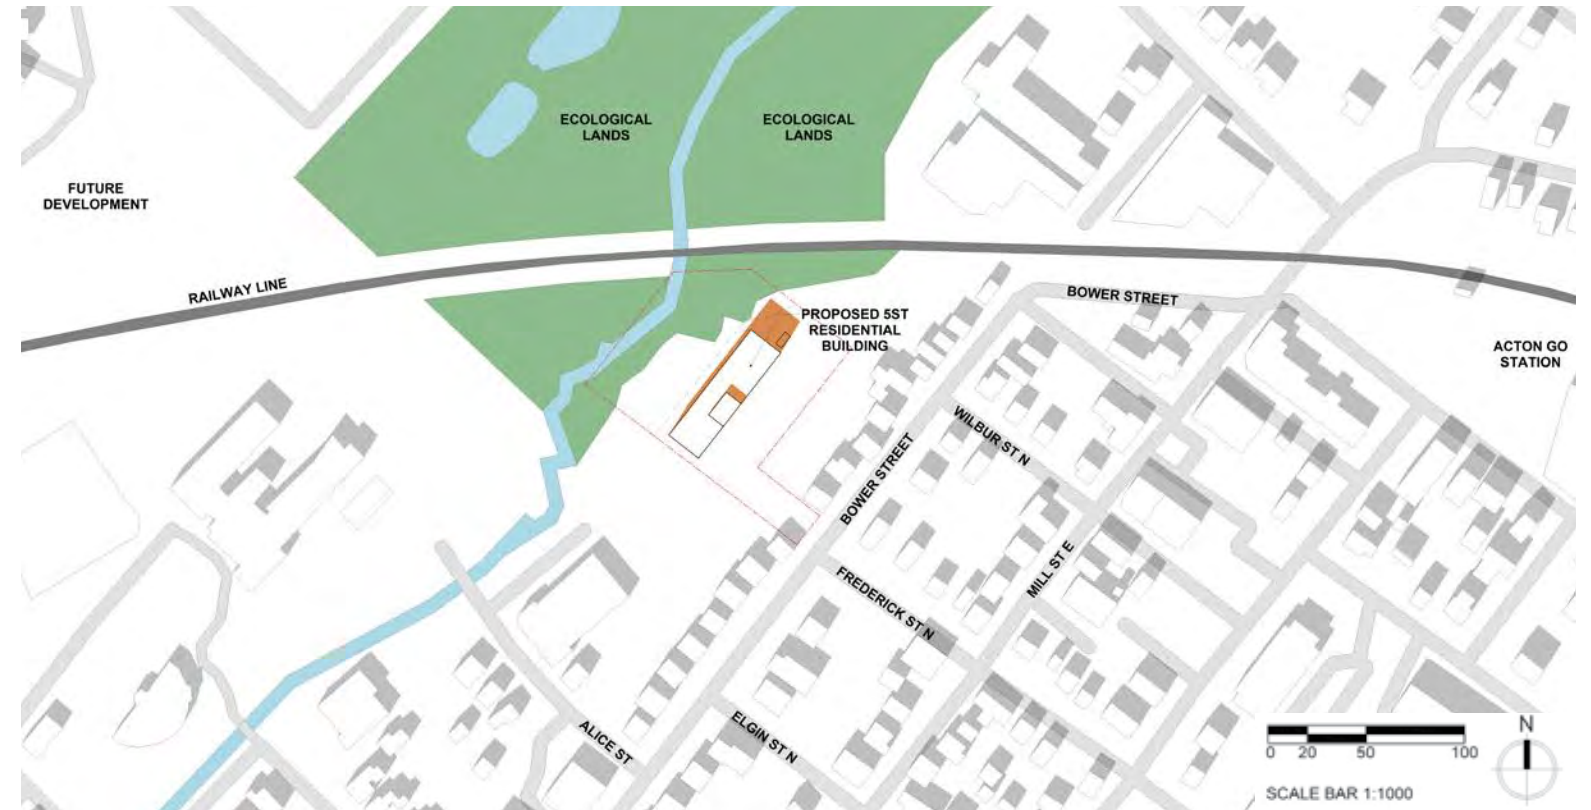 ECOLOGICAL
LANDS
ECOLOGICAL
LANDS
FUTURE
DEVELOPMENT
RAILWAY LINE
BOWER STREET
PROPOSED 5ST
RESIDENTIAL
BUILDING
ACTON GO
STATION
WILBUR ST N
BOWER STREET
MILL ST E
FREDERICK ST N
ELGIN ST N
ALICE ST
N
0 20 50 100
SCALE BAR 1:1000